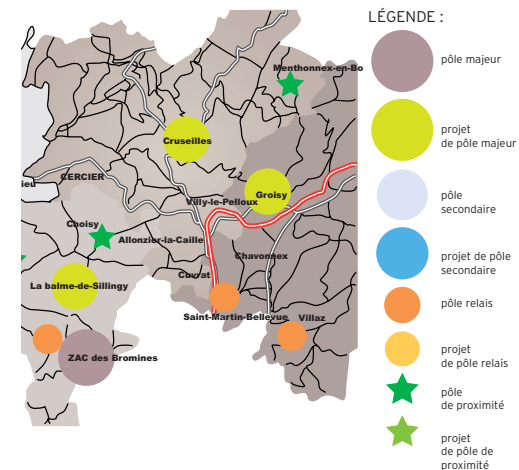 LÉGENDE :
Menthonnex-en-Bo
pôle majeur
Cruseilles
projet
de pôle majeur
CERCIER
ieu
Groisy
Villy-le-Pelloux
pôle
secondaire
Choisy
Allonzier-la-Caille
Chavonnex
projet de pôle
secondaire
Cuvrat
La balme-de-Sillingy
pôle relais
Saint-Martin-Bellevue
Villaz
ZAC des Bromines
projet
de pôle relais
pôle
de proximité
projet
de pôle de
proximité